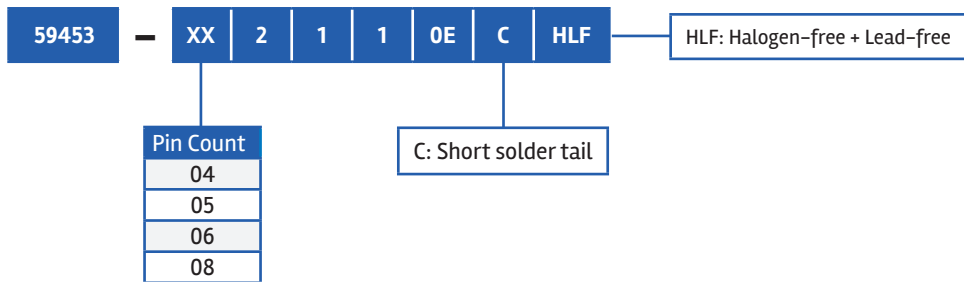 59453 – XX 2 1 1 0E C HLF
HLF: Halogen-free + Lead-free
Pin Count
04
05
06
08
C: Short solder tail